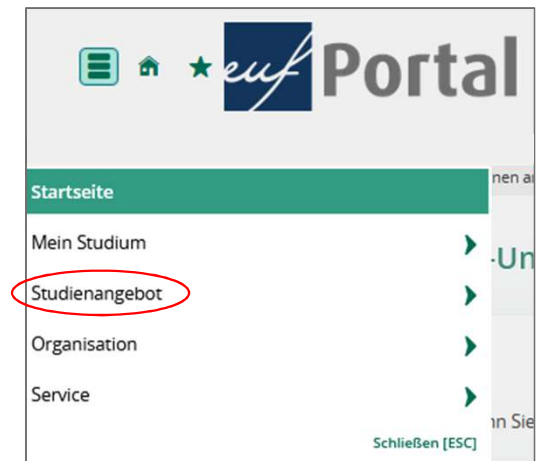 euf Portal
Startseite
nen a
Mein Studium
-Un
Studienangebot
Organisation
Service
nn Sie
Schließen [ESC]